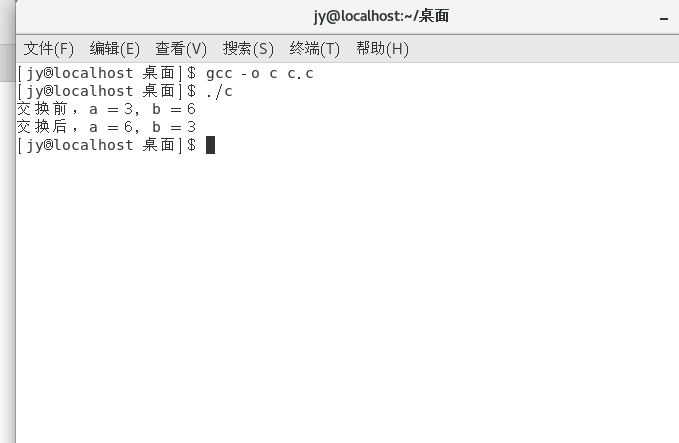 jy@localhost:~/桌面
文件(F) 编辑(E) 查看(V) 搜索(S) 终端(T) 帮助(H)
[jy@localhost 桌面]$ gcc -o c c.c
[jy@localhost 桌面]$ ./c
交换前，a = 3, b = 6
交换后，a = 6, b = 3
[jy@localhost 桌面]$